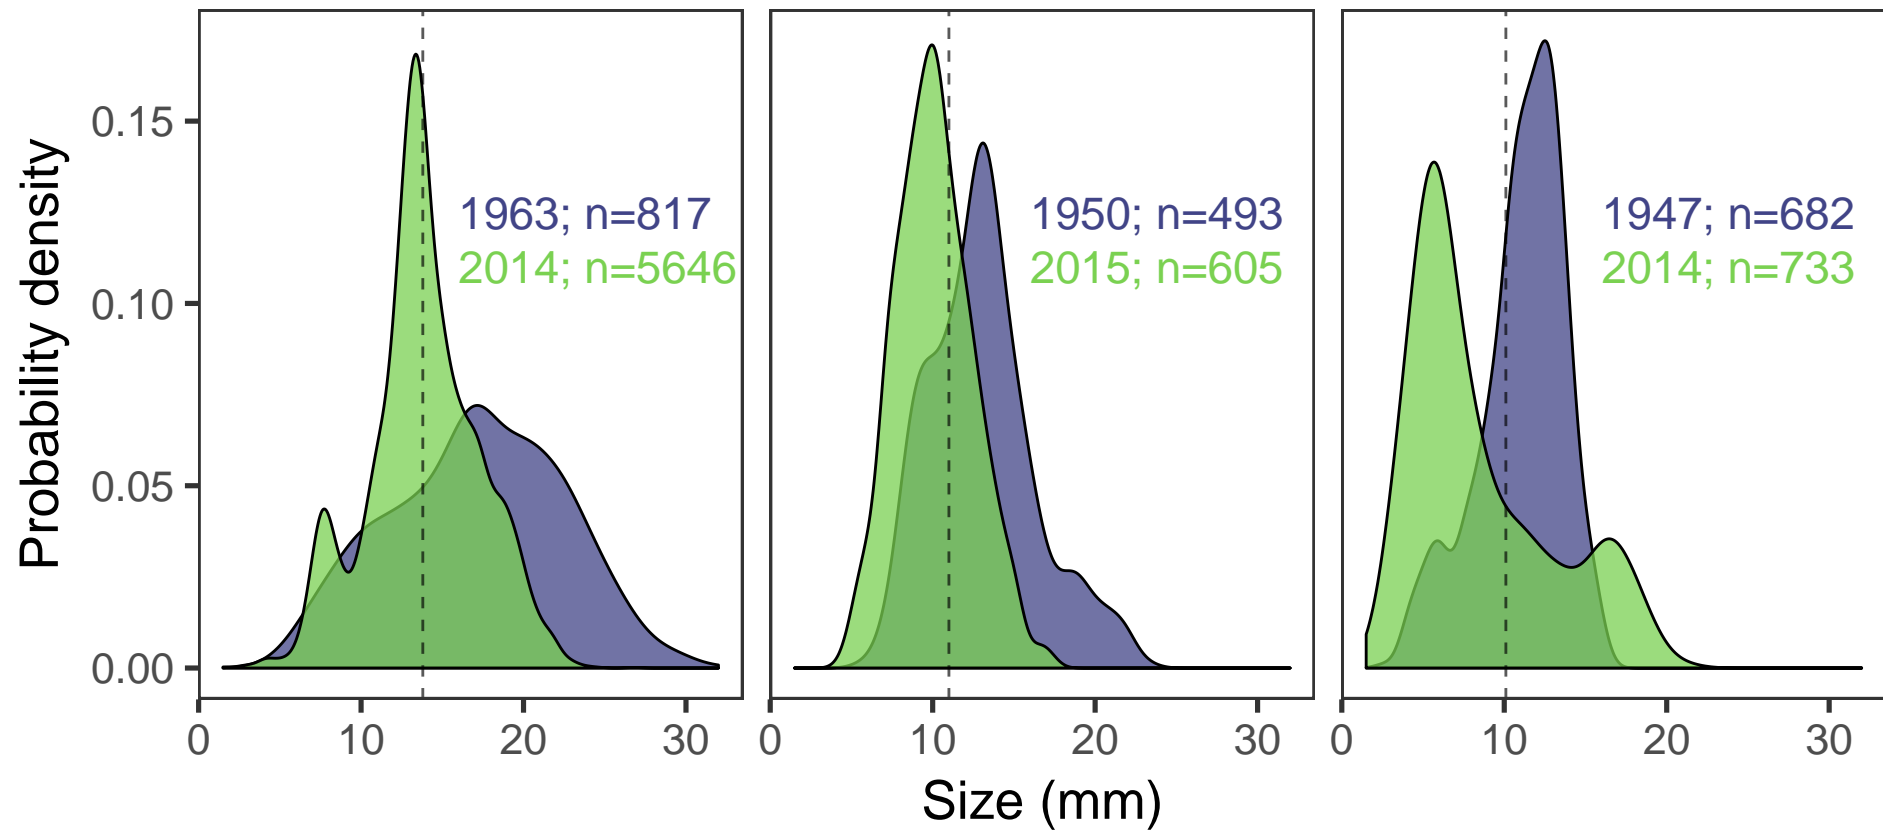 Probability density
0.15
0.10
0.05
0.00
1963; n=817
2014; n=5646
1950; n=493
2015; n=605
1947; n=682
2014; n=733
0 10 20 30 0 10 20 30 0 10 20 30
Size (mm)